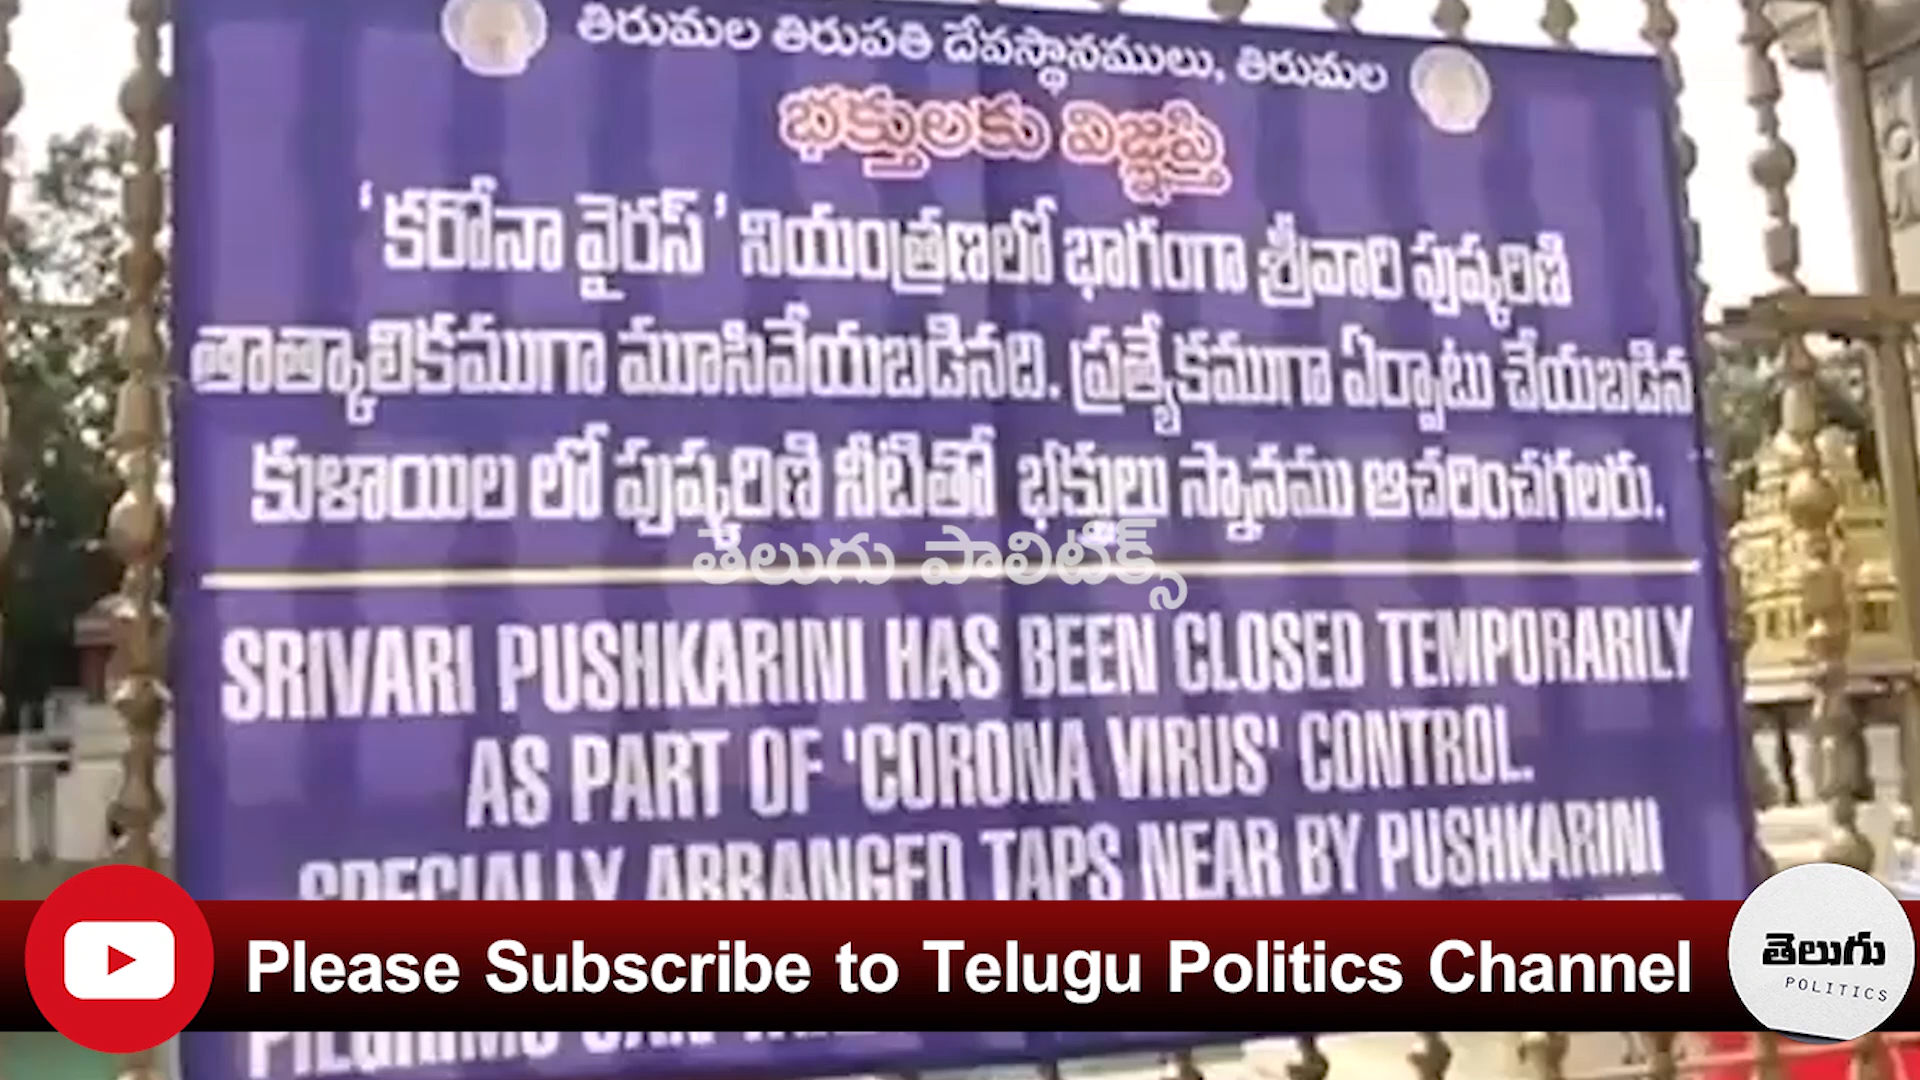 తిరుమల తిరుపతి దేవస్థానములు, తిరుమల
భక్తులకు విజ్ఞప్తి
'కరోనా వైరస్' నియంత్రణలో భాగంగా శ్రీవారి పుష్కరిణి
తాత్కాలికముగా మూసివేయబడినది. ప్రత్యేకముగా ఏర్పాటు చేయబడిన
కుళాయిల లో పుష్కరిణి నీటితో భక్తులు స్నానము ఆచరించగలరు.
తెలుగు పాలిటిక్స్
SRIVARI PUSHKARINI HAS BEEN CLOSED TEMPORARILY
AS PART OF 'CORONA VIRUS' CONTROL.
SPECIALLY ARRANGED TAPS NEAR BY PUSHKARINI
Please Subscribe to Telugu Politics Channel
తెలుగు
POLITICS
PILGRIMS CAN